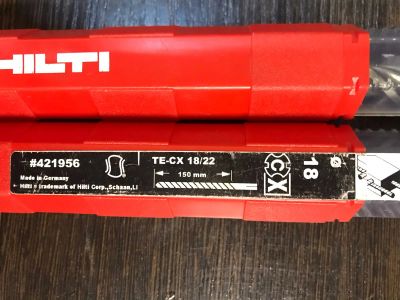 HILTI
#421956
Made in Germany
Hilti = trademark of Hilti Corp.,Schaan,LI
TE-CX 18/22
150 mm
CX
18